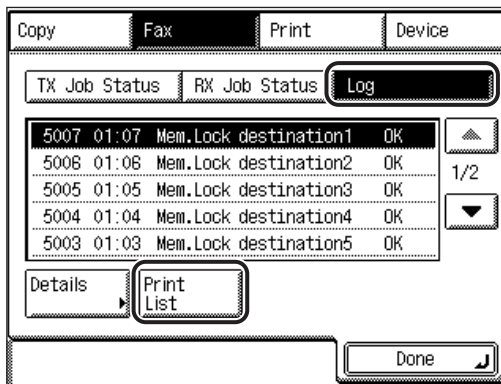 Copy Fax Print Device
TX Job Status RX Job Status Log
5007 01:07 Mem.Lock destination1 OK
5006 01:06 Mem.Lock destination2 OK
5005 01:05 Mem.Lock destination3 OK
5004 01:04 Mem.Lock destination4 OK
5003 01:03 Mem.Lock destination5 OK
1/2
Details
Print
List
Done